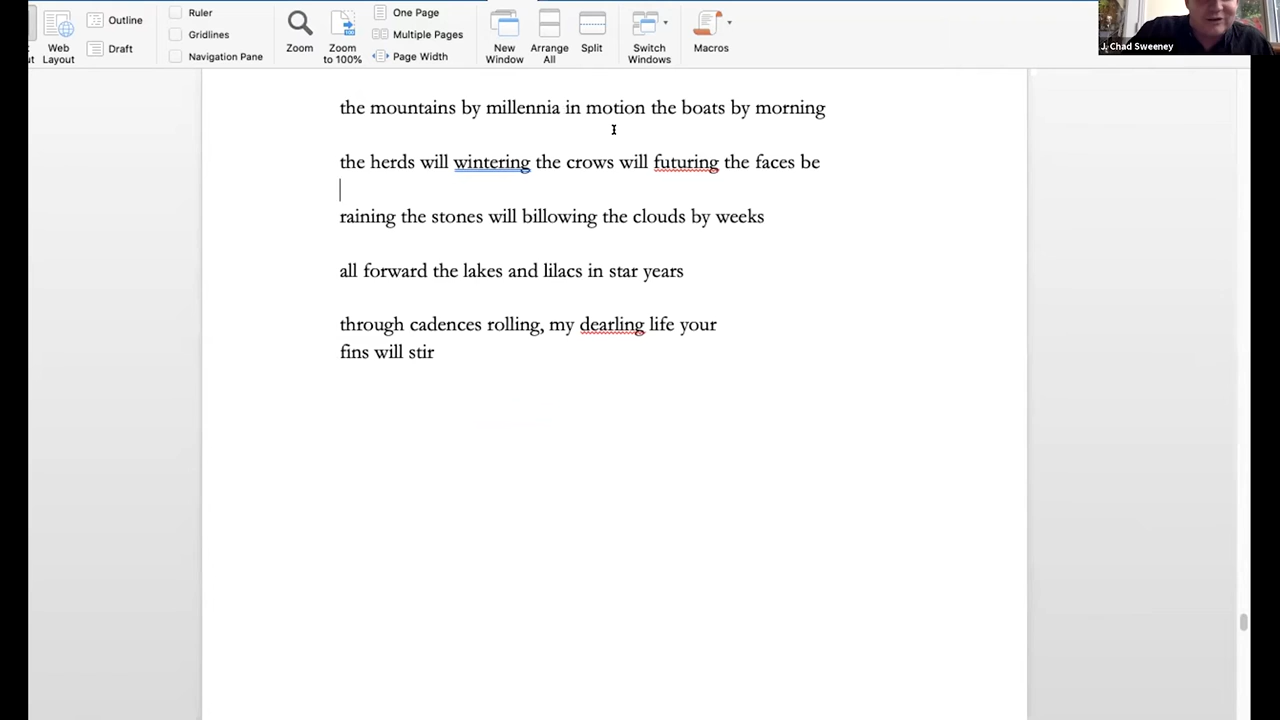 Ruler
One Page
Outline
Gridlines
Multiple Pages
Web
Layout
Draft
Navigation Pane
Zoom
Zoom
to 100%
Page Width
New
Window
Arrange
All
Split
Switch
Windows
Macros
J. Chad Sweeney
the mountains by millennia in motion the boats by morning
the herds will wintering the crows will futuring the faces be
raining the stones will billowing the clouds by weeks
all forward the lakes and lilacs in star years
through cadences rolling, my dearling life your
fins will stir